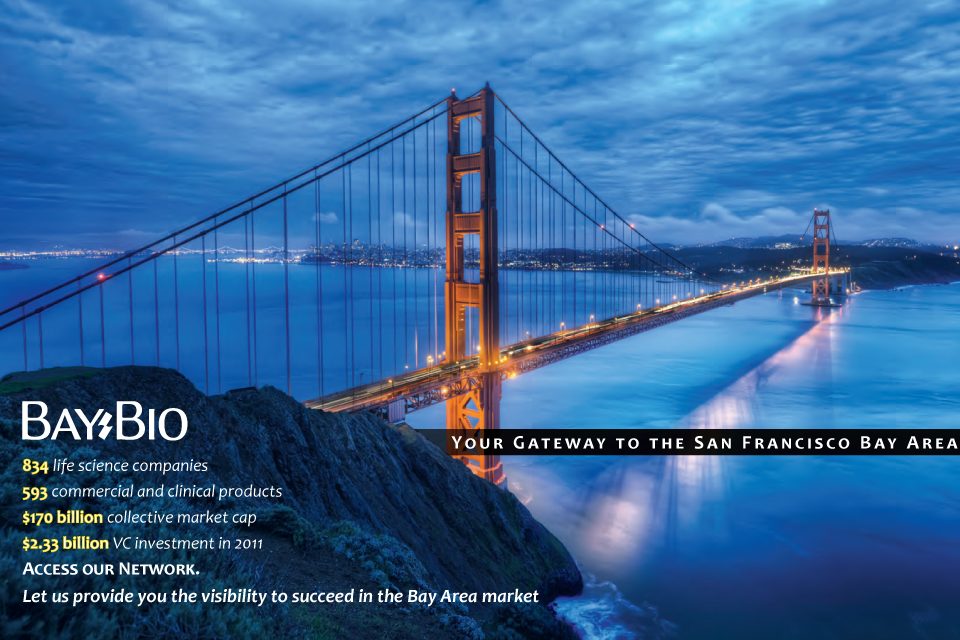 BAYBIO
YOUR GATEWAY TO THE SAN FRANCISCO BAY AREA
834 life science companies
593 commercial and clinical products
$170 billion collective market cap
$2.33 billion VC investment in 2011
ACCESS OUR NETWORK.
Let us provide you the visibility to succeed in the Bay Area market